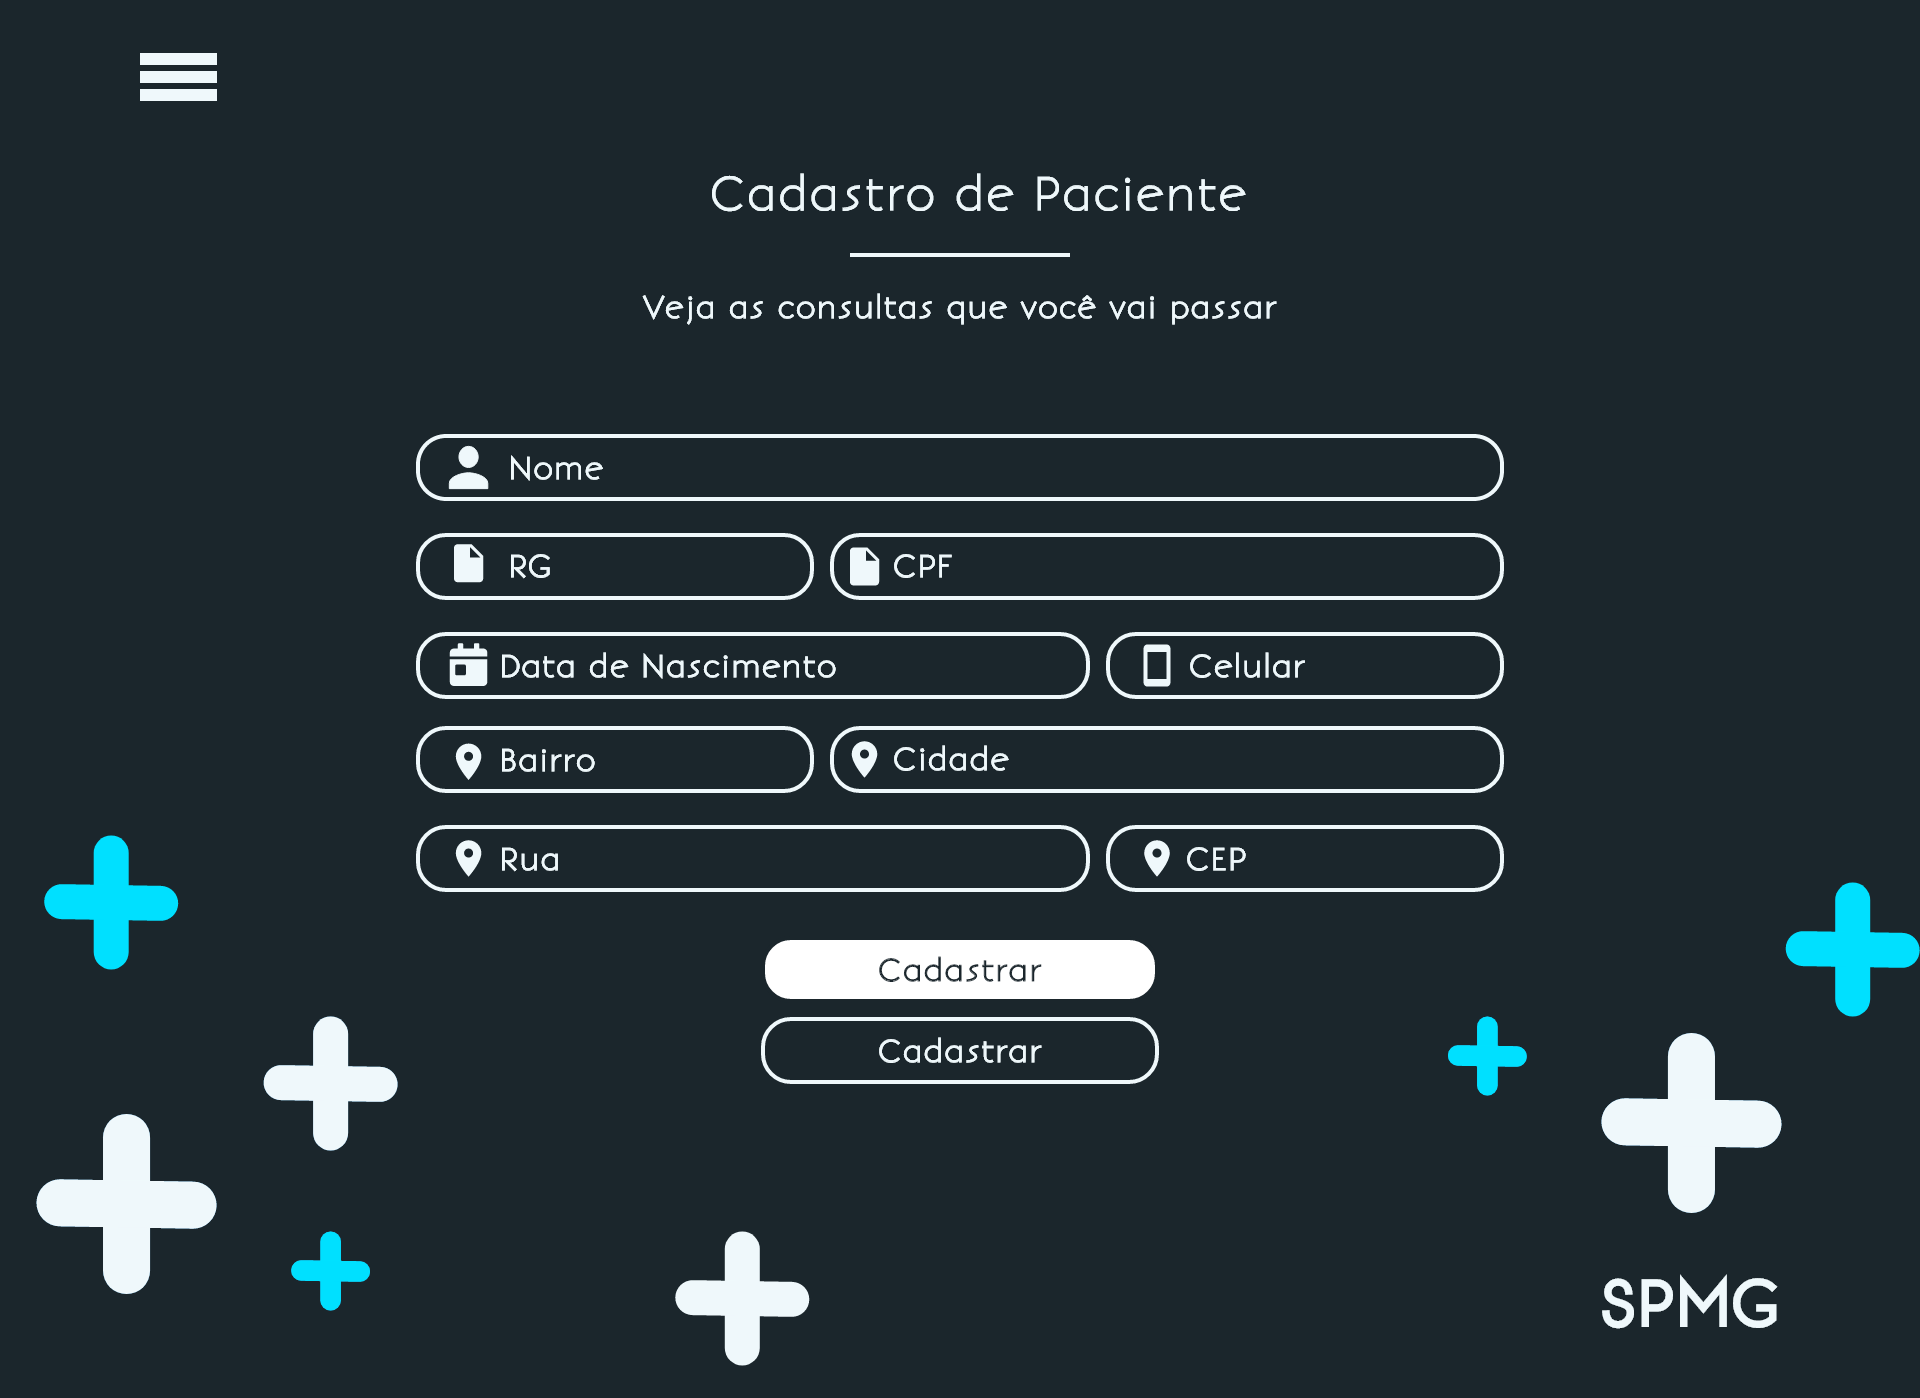 Cadastro de Paciente
Veja as consultas que você vai passar
Nome
RG CPF
Data de Nascimento Celular
Bairro Cidade
Rua CEP
Cadastrar
Cadastrar
SPMG